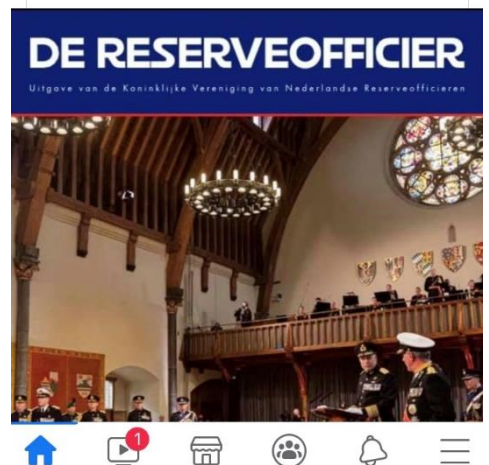 DE RESERVEOFFICIER
Uitgave van de Koninklijke Vereniging van Nederlandse Reserveofficieren
1